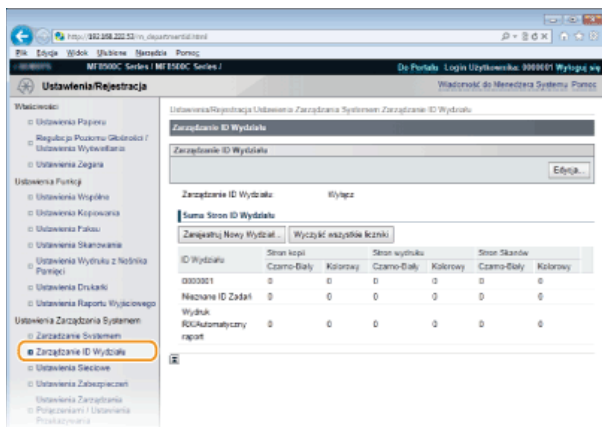 Plik Edycja Widok Ulubione Narzędzia Pomoc
MF8500C Series / MF8500C Series /
Do Portalu Login Użytkownika: 0000001 Wyloguj się
Ustawienia/Rejestracja
Wiadomość do Menedżera Systemu Pomoc
Właściwości
Ustawienia Papieru
Regulacja Poziomu Głośności /
Ustawienia Wyświetlania
Ustawienia Zegara
Ustawienia Funkcji
Ustawienia Wspólne
Ustawienia Kopiowania
Ustawienia Faksu
Ustawienia Skanowania
Ustawienia Wydruku z Nośnika
Pamięci
Ustawienia Drukarki
Ustawienia Raportu Wyjściowego
Ustawienia Zarządzania Systemem
Zarządzanie Systemem
Zarządzanie ID Wydziału
Ustawienia Sieciowe
Ustawienia Zabezpieczeń
Ustawienia Zarządzania
Połączeniami / Ustawienia
Przekazywania
Ustawienia/Rejestracja Ustawienia Zarządzania Systemem Zarządzanie ID Wydziału
Zarządzanie ID Wydziału
Zarządzanie ID Wydziału
Edycja...
Zarządzanie ID Wydziału Wyłącz
Suma Stron ID Wydziału
Zarejestruj Nowy Wydział... Wyczyść wszystkie liczniki
ID Wydziału Stron kopii Stron wydruku Stron Skanów
Czarno-Biały Kolorowy Czarno-Biały Kolorowy Czarno-Biały Kolorowy
0000001 0 0 0 0 0 0
Nieznane ID Zadań 0 0 0 0 0 0
Wydruk
RX/Automatyczny 0 0 0 0 0 0
raport